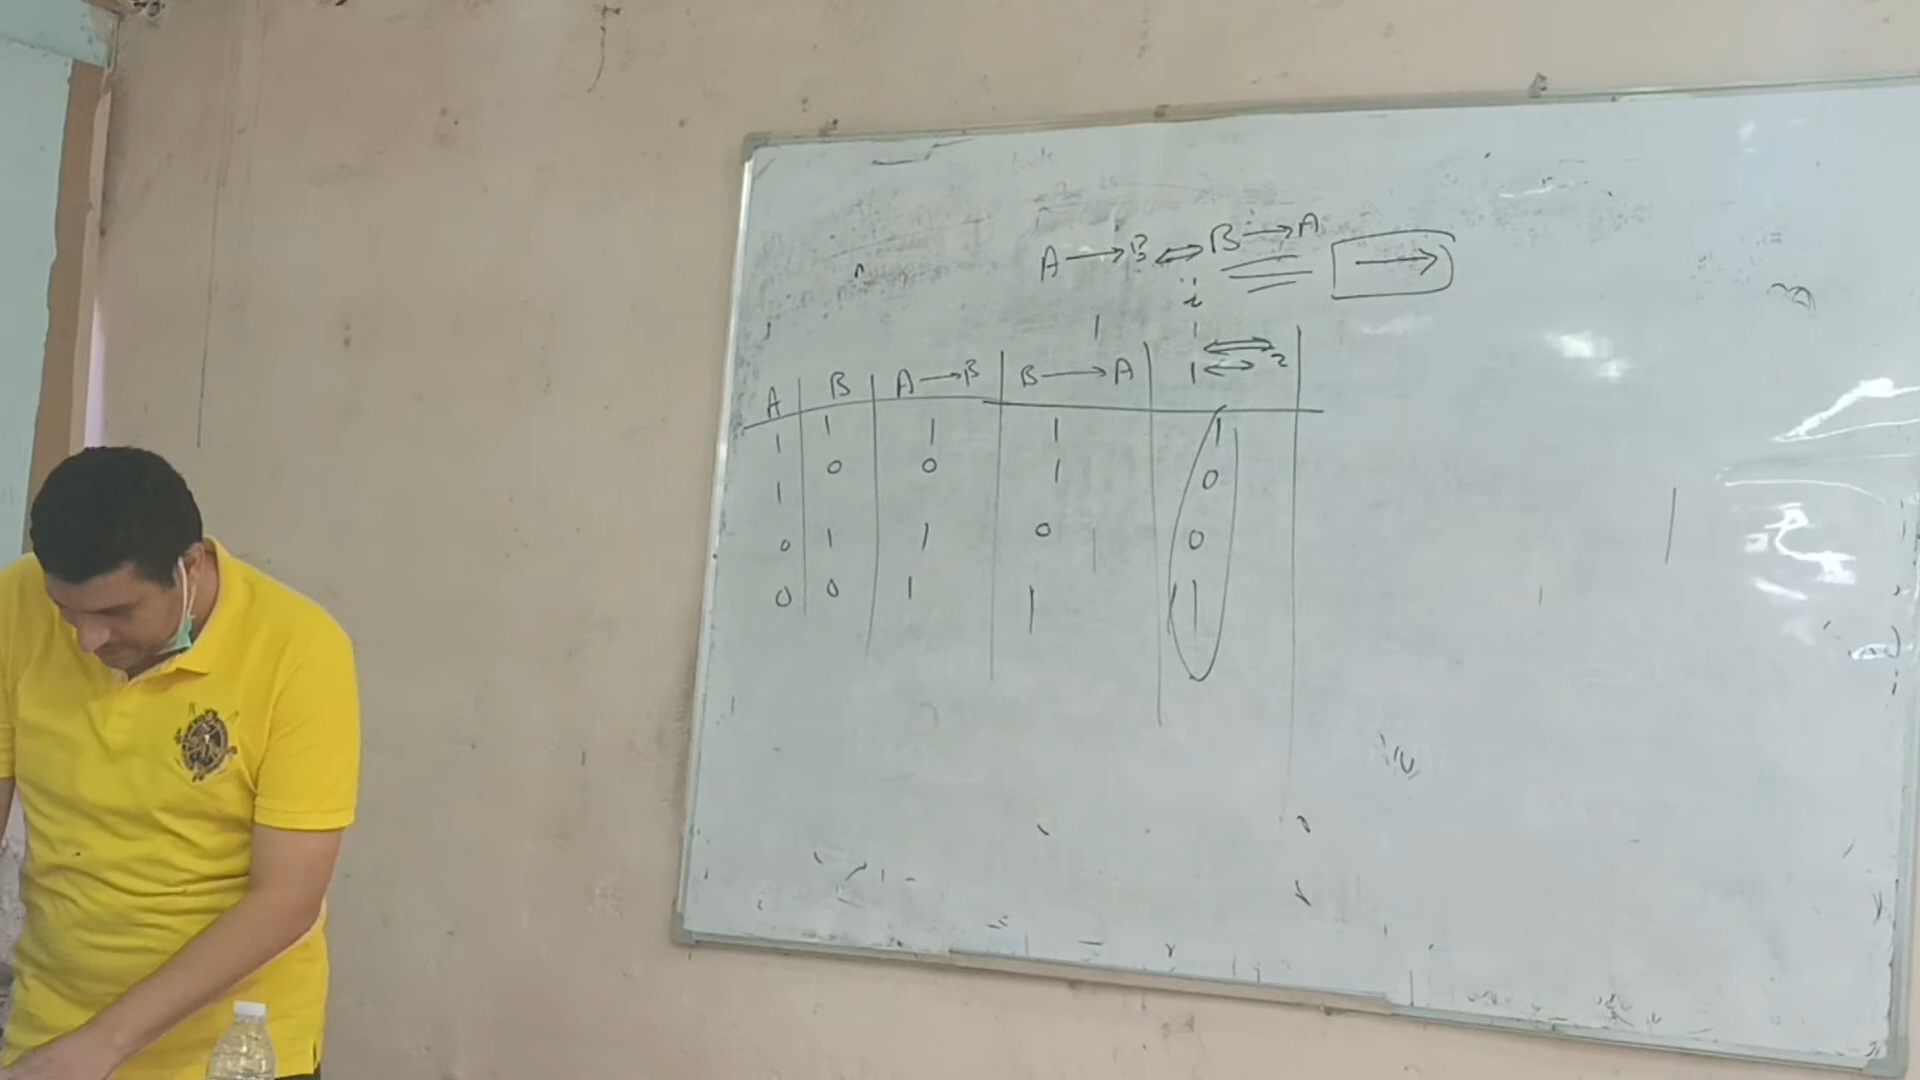 A → B ↔ B → A →
A B A → B B → A 1 ↔ 2
1 1 1 1 1
1 0 0 1 0
0 1 1 0 0
0 0 1 1 1